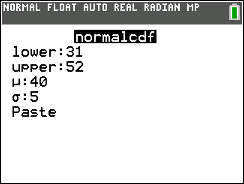 NORMAL FLOAT AUTO REAL RADIAN MP
normalcdf
lower:31
upper:52
μ:40
σ:5
Paste